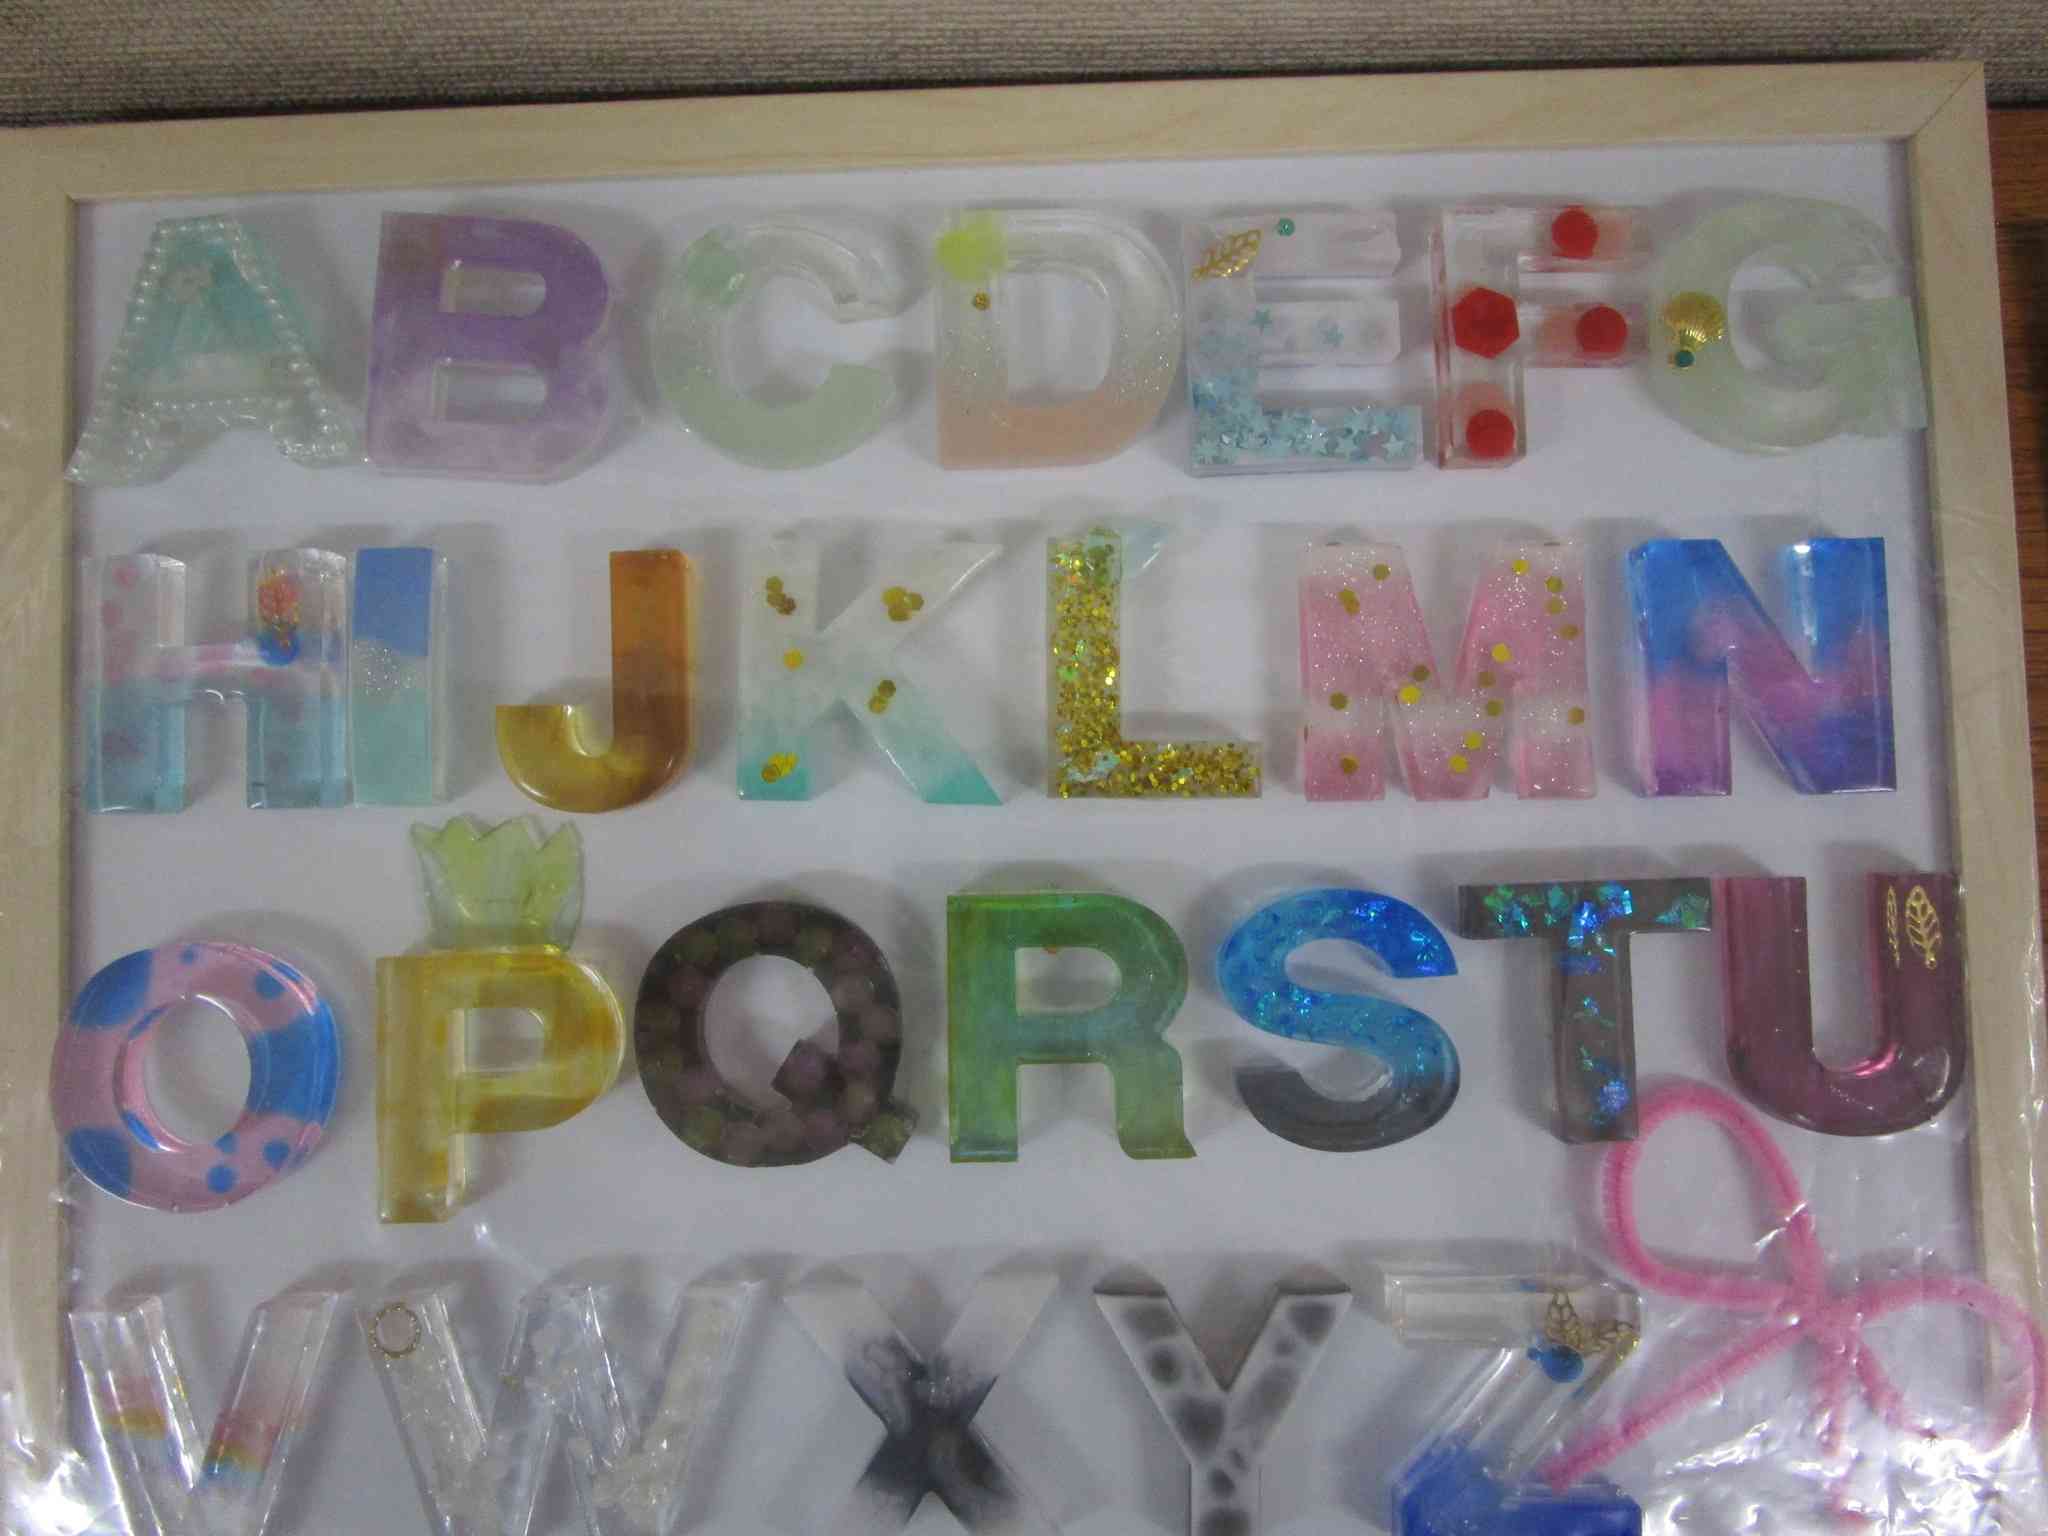 ABCDEFG
HIJKLMN
OPQRSTU
VWXYZ